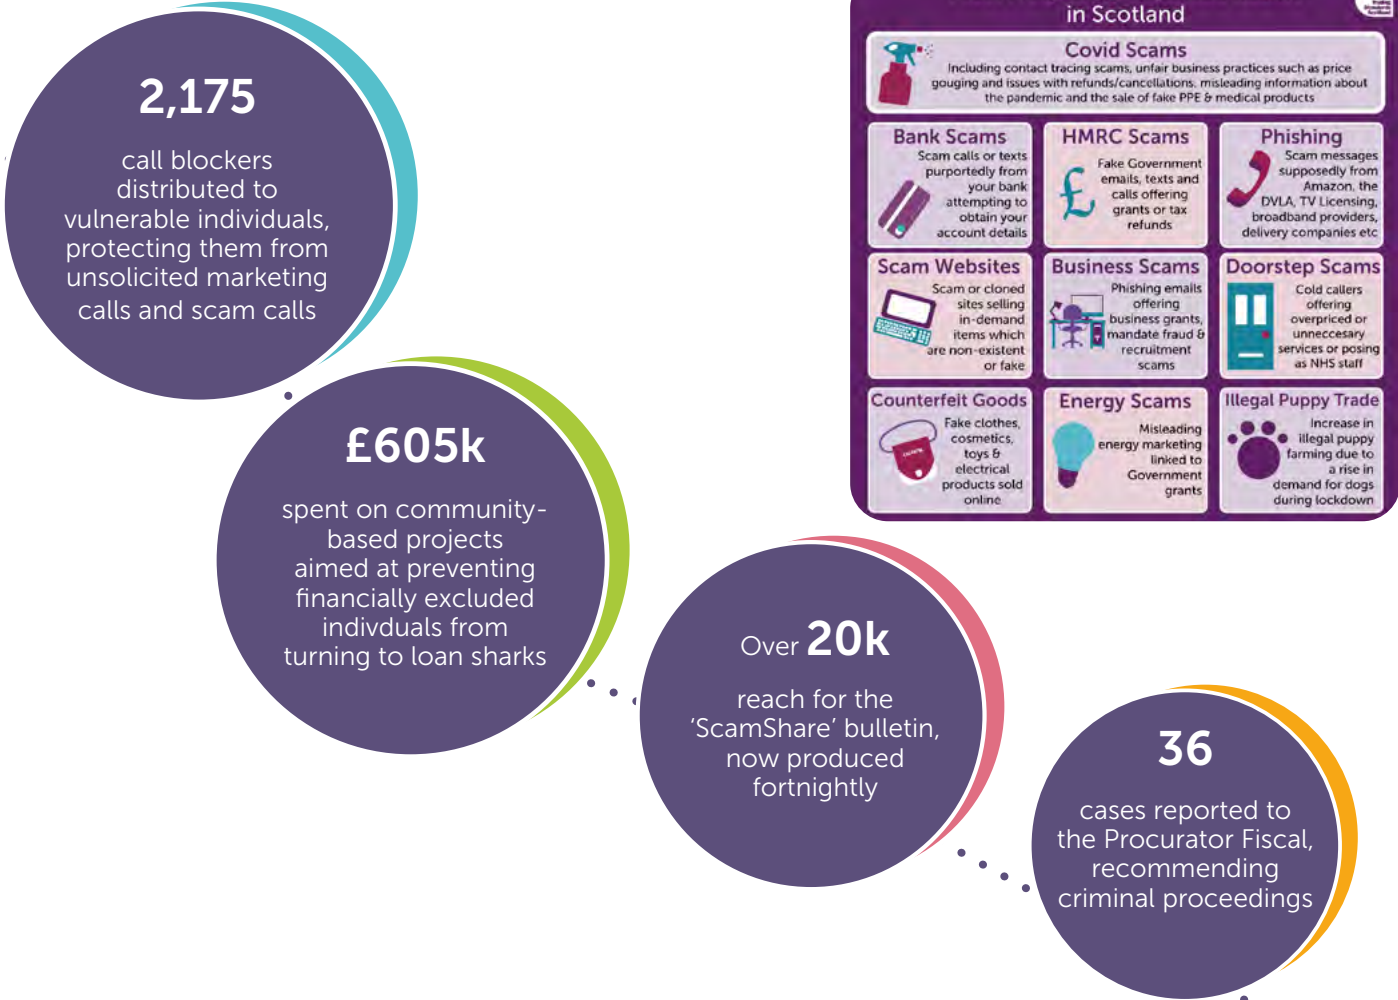 2,175
call blockers
distributed to
vulnerable individuals,
protecting them from
unsolicited marketing
calls and scam calls
£605k
spent on community-
based projects
aimed at preventing
financially excluded
indivduals from
turning to loan sharks
Over 20k
reach for the
‘ScamShare’ bulletin,
now produced
fortnightly
36
cases reported to
the Procurator Fiscal,
recommending
criminal proceedings
in Scotland
Covid Scams
Including contact tracing scams, unfair business practices such as price
gouging and issues with refunds/cancellations, misleading information about
the pandemic and the sale of fake PPE & medical products
Bank Scams
Scam calls or texts
purportedly from
your bank
attempting to
obtain your
account details
HMRC Scams
Fake Government
emails, texts and
calls offering
grants or tax
refunds
£
Phishing
Scam messages
supposedly from
Amazon, the
DVLA, TV Licensing,
broadband providers,
delivery companies etc
Scam Websites
Scam or cloned
sites selling
in-demand
items which
are non-existent
or fake
Business Scams
Phishing emails
offering
business grants,
mandate fraud &
recruitment
scams
Doorstep Scams
Cold callers
offering
overpriced or
unneccesary
services or posing
as NHS staff
Counterfeit Goods
Fake clothes,
cosmetics,
toys &
electrical
products sold
online
Energy Scams
Misleading
energy marketing
linked to
Government
grants
Illegal Puppy Trade
Increase in
illegal puppy
farming due to
a rise in
demand for dogs
during lockdown